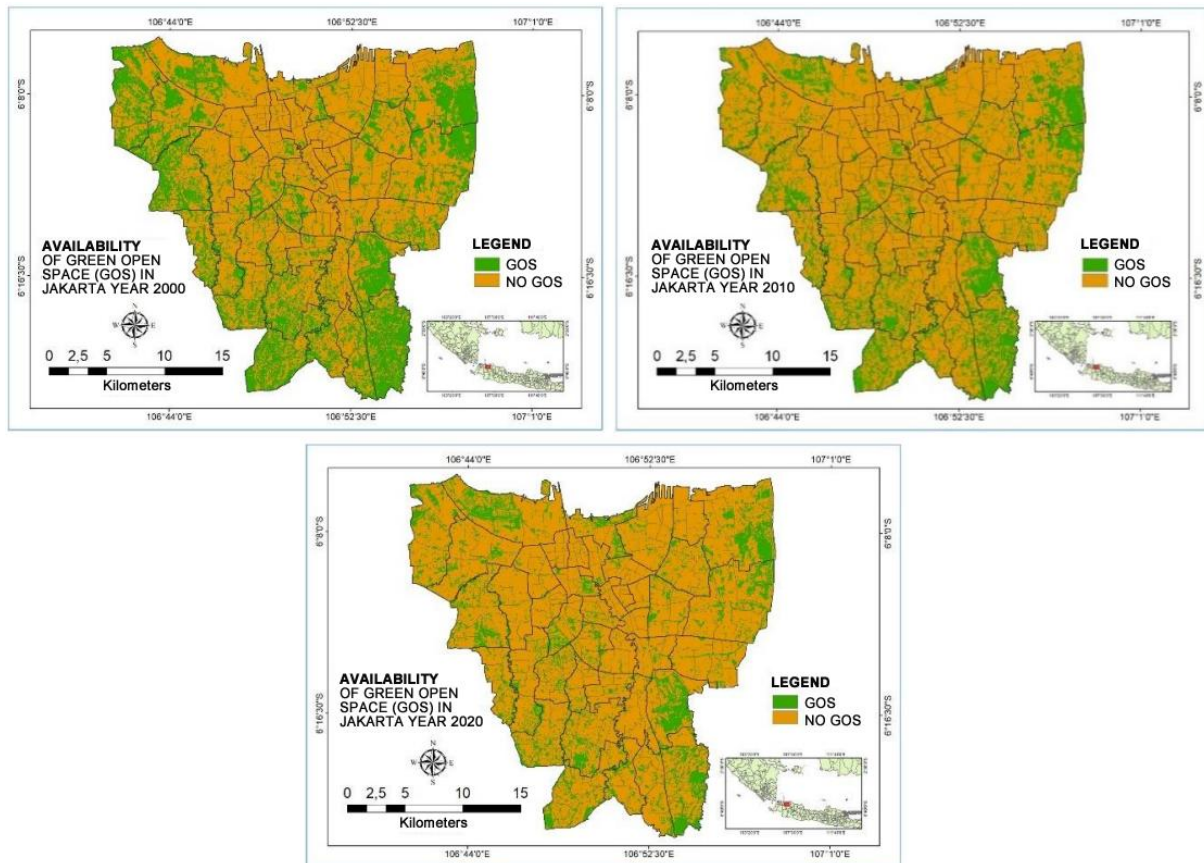 106°44'0"E 106°52'30"E 107°1'0"E
6°8'0"S
6°8'0"S
AVAILABILITY
OF GREEN OPEN
SPACE (GOS) IN
JAKARTA YEAR 2000
LEGEND
GOS
NO GOS
6°16'30"S
6°16'30"S
N
W E
S
0 2,5 5 10 15
Kilometers
106°44'0"E 106°52'30"E 107°1'0"E
106°44'0"E 106°52'30"E 107°1'0"E
6°8'0"S
6°8'0"S
AVAILABILITY
OF GREEN OPEN
SPACE (GOS) IN
JAKARTA YEAR 2010
LEGEND
GOS
NO GOS
6°16'30"S
6°16'30"S
N
W E
S
0 2,5 5 10 15
Kilometers
106°44'0"E 106°52'30"E 107°1'0"E
106°44'0"E 106°52'30"E 107°1'0"E
6°8'0"S
6°8'0"S
AVAILABILITY
OF GREEN OPEN
SPACE (GOS) IN
JAKARTA YEAR 2020
LEGEND
GOS
NO GOS
6°16'30"S
6°16'30"S
N
W E
S
0 2,5 5 10 15
Kilometers
106°44'0"E 106°52'30"E 107°1'0"E